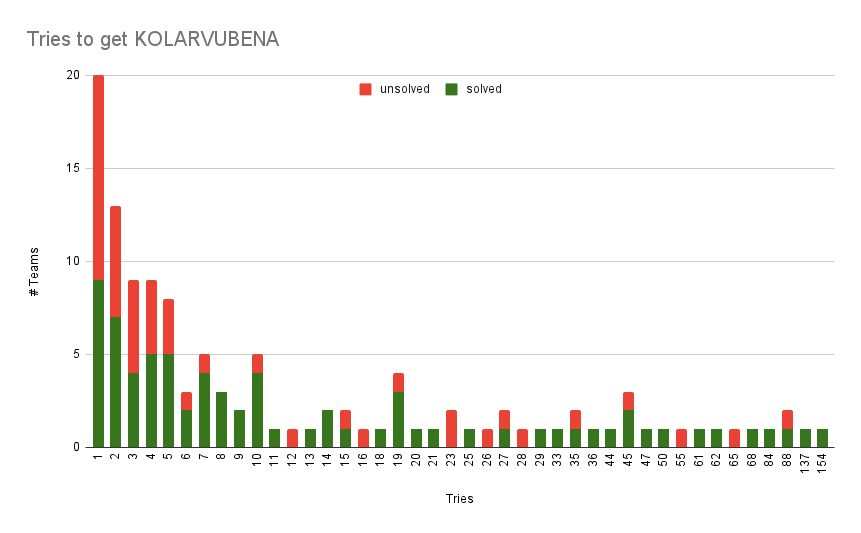 Tries to get KOLARVUBENA
unsolved solved
20
15
10
5
0
# Teams
1 2 3 4 5 6 7 8 9 10 11 12 13 14 15 16 18 19 20 21 23 25 26 27 28 29 33 35 36 44 45 47 50 55 61 62 65 68 84 88 137 154
Tries